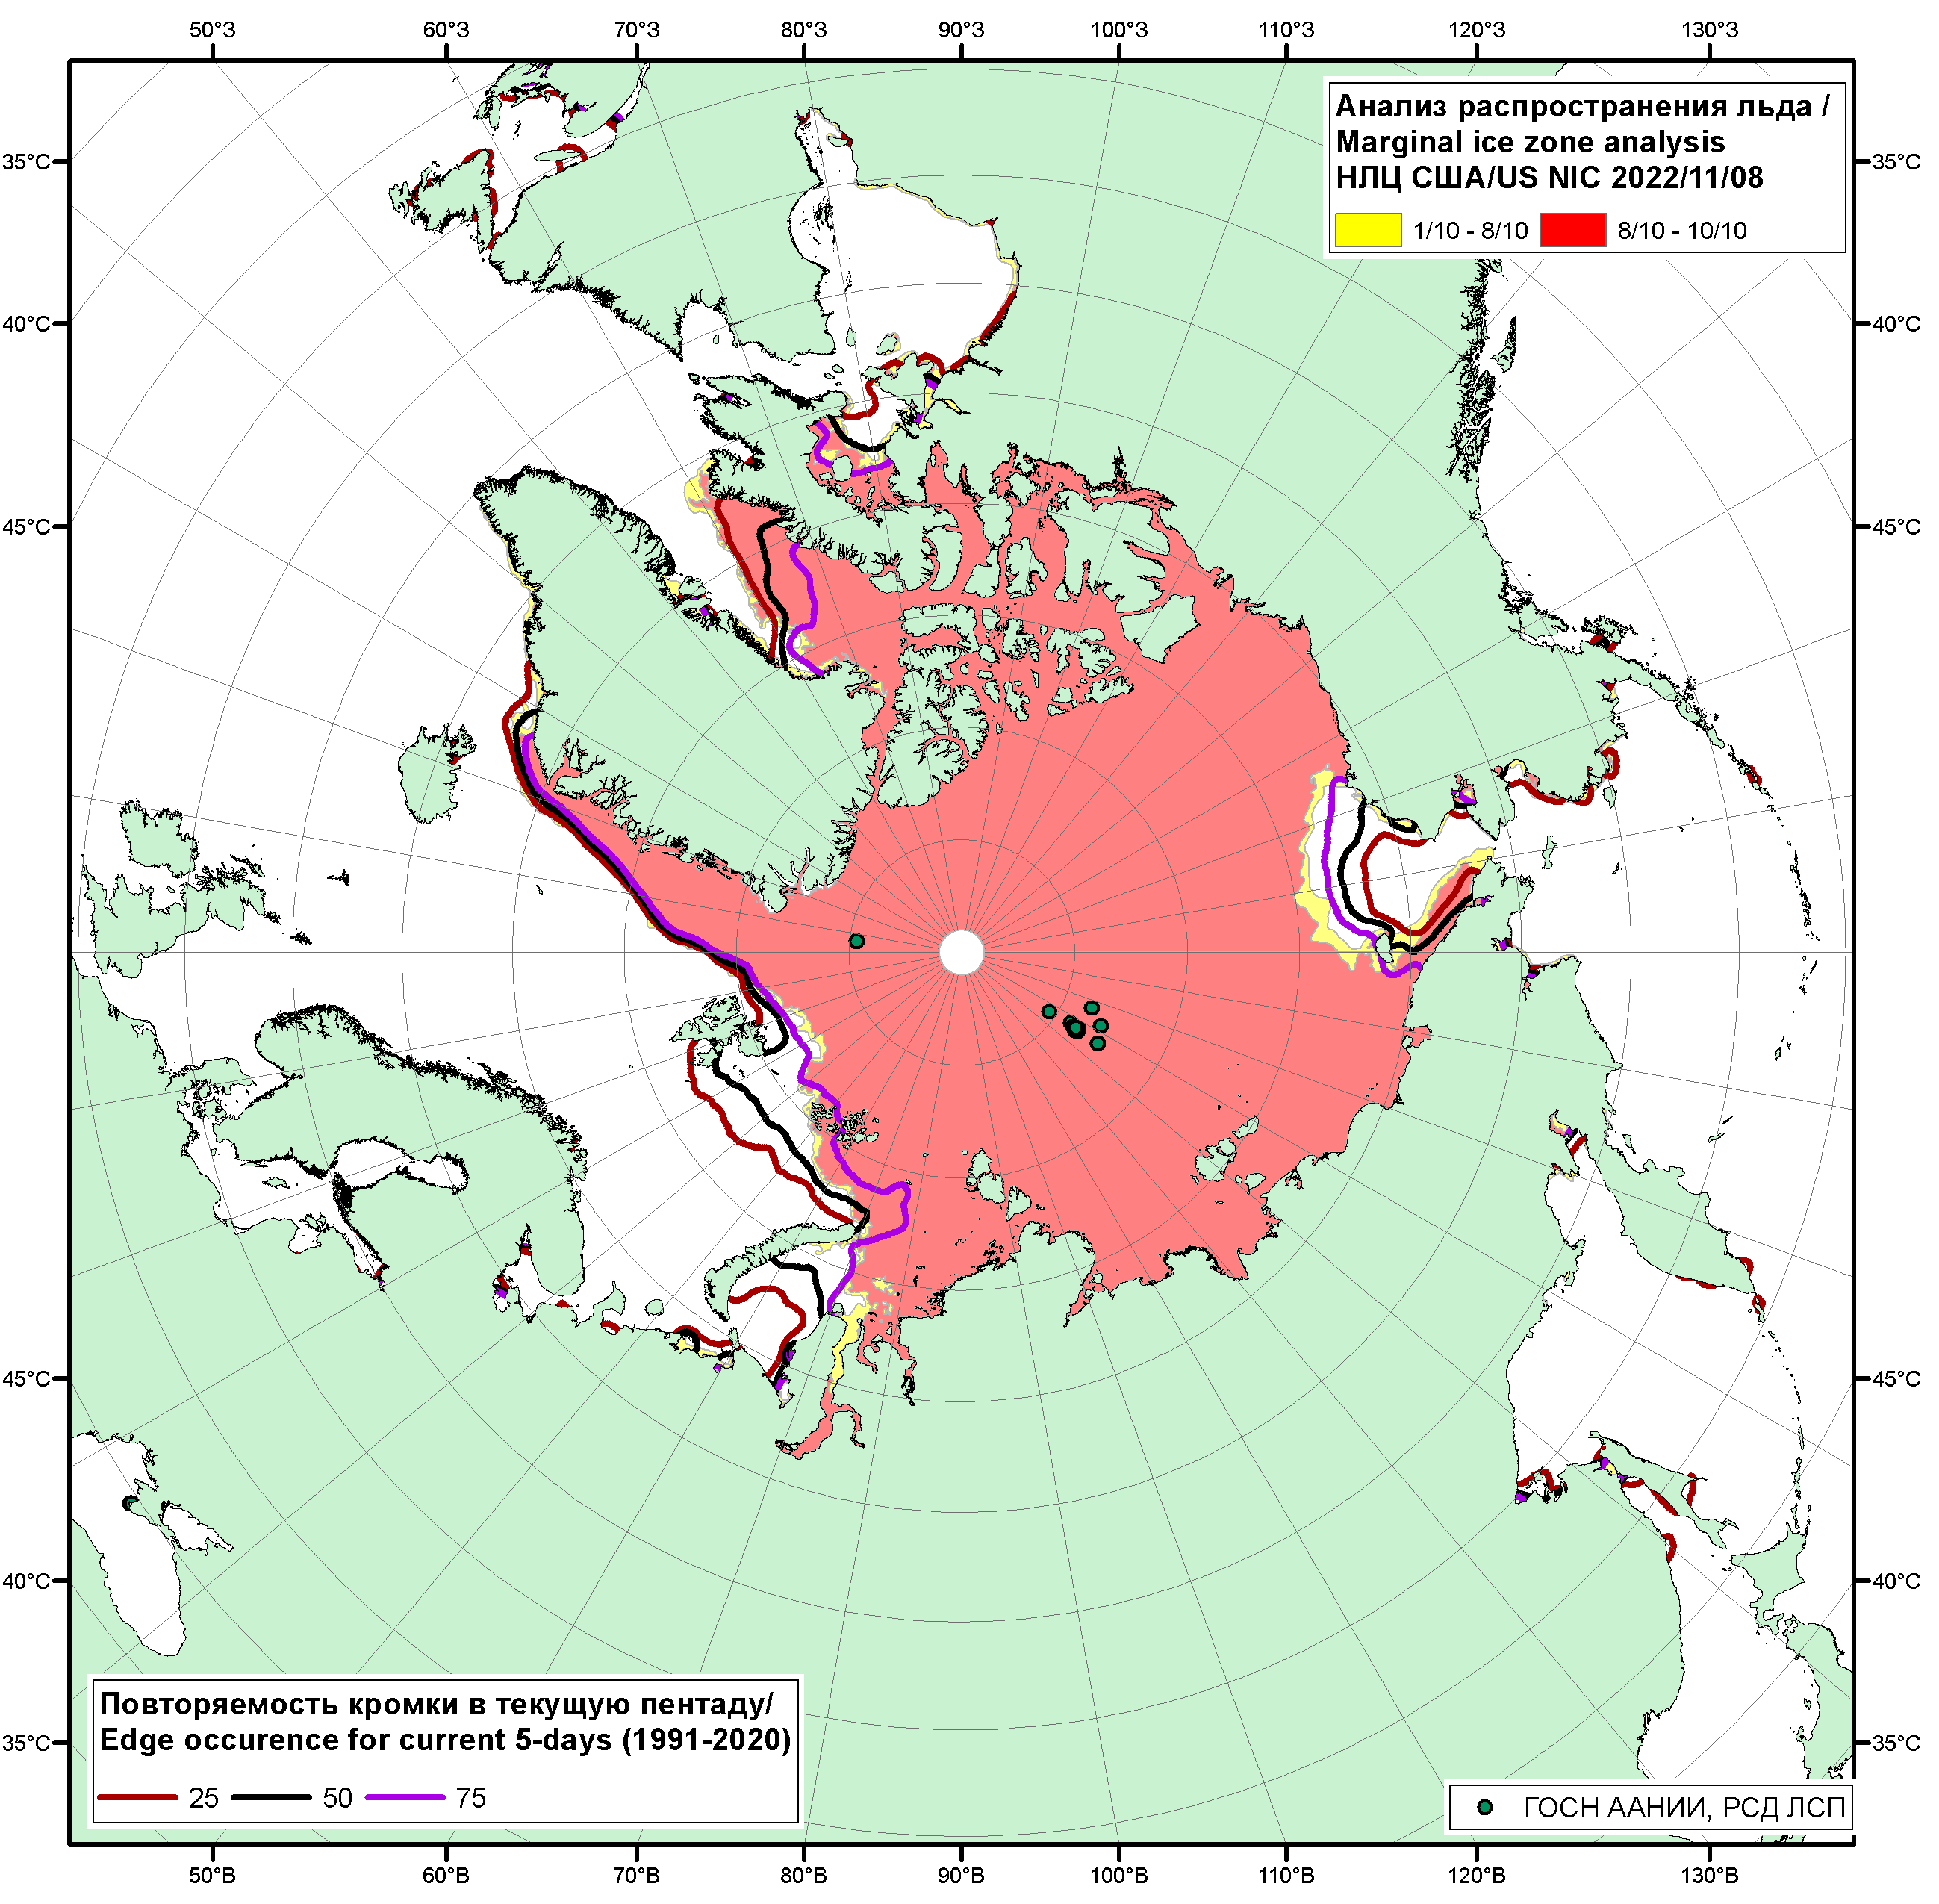 50°З 60°З 70°З 80°З 90°З 100°З 110°З 120°З 130°З
Анализ распространения льда /
Marginal ice zone analysis
НЛЦ США/US NIC 2022/11/08
1/10 - 8/10 8/10 - 10/10
35°С 35°С
40°С 40°С
45°С 45°С
45°С 45°С
40°С 40°С
35°С 35°С
Повторяемость кромки в текущую пентаду/
Edge occurence for current 5-days (1991-2020)
25 50 75
ГОСН ААНИИ, РСД ЛСП
50°В 60°В 70°В 80°В 90°В 100°В 110°В 120°В 130°В